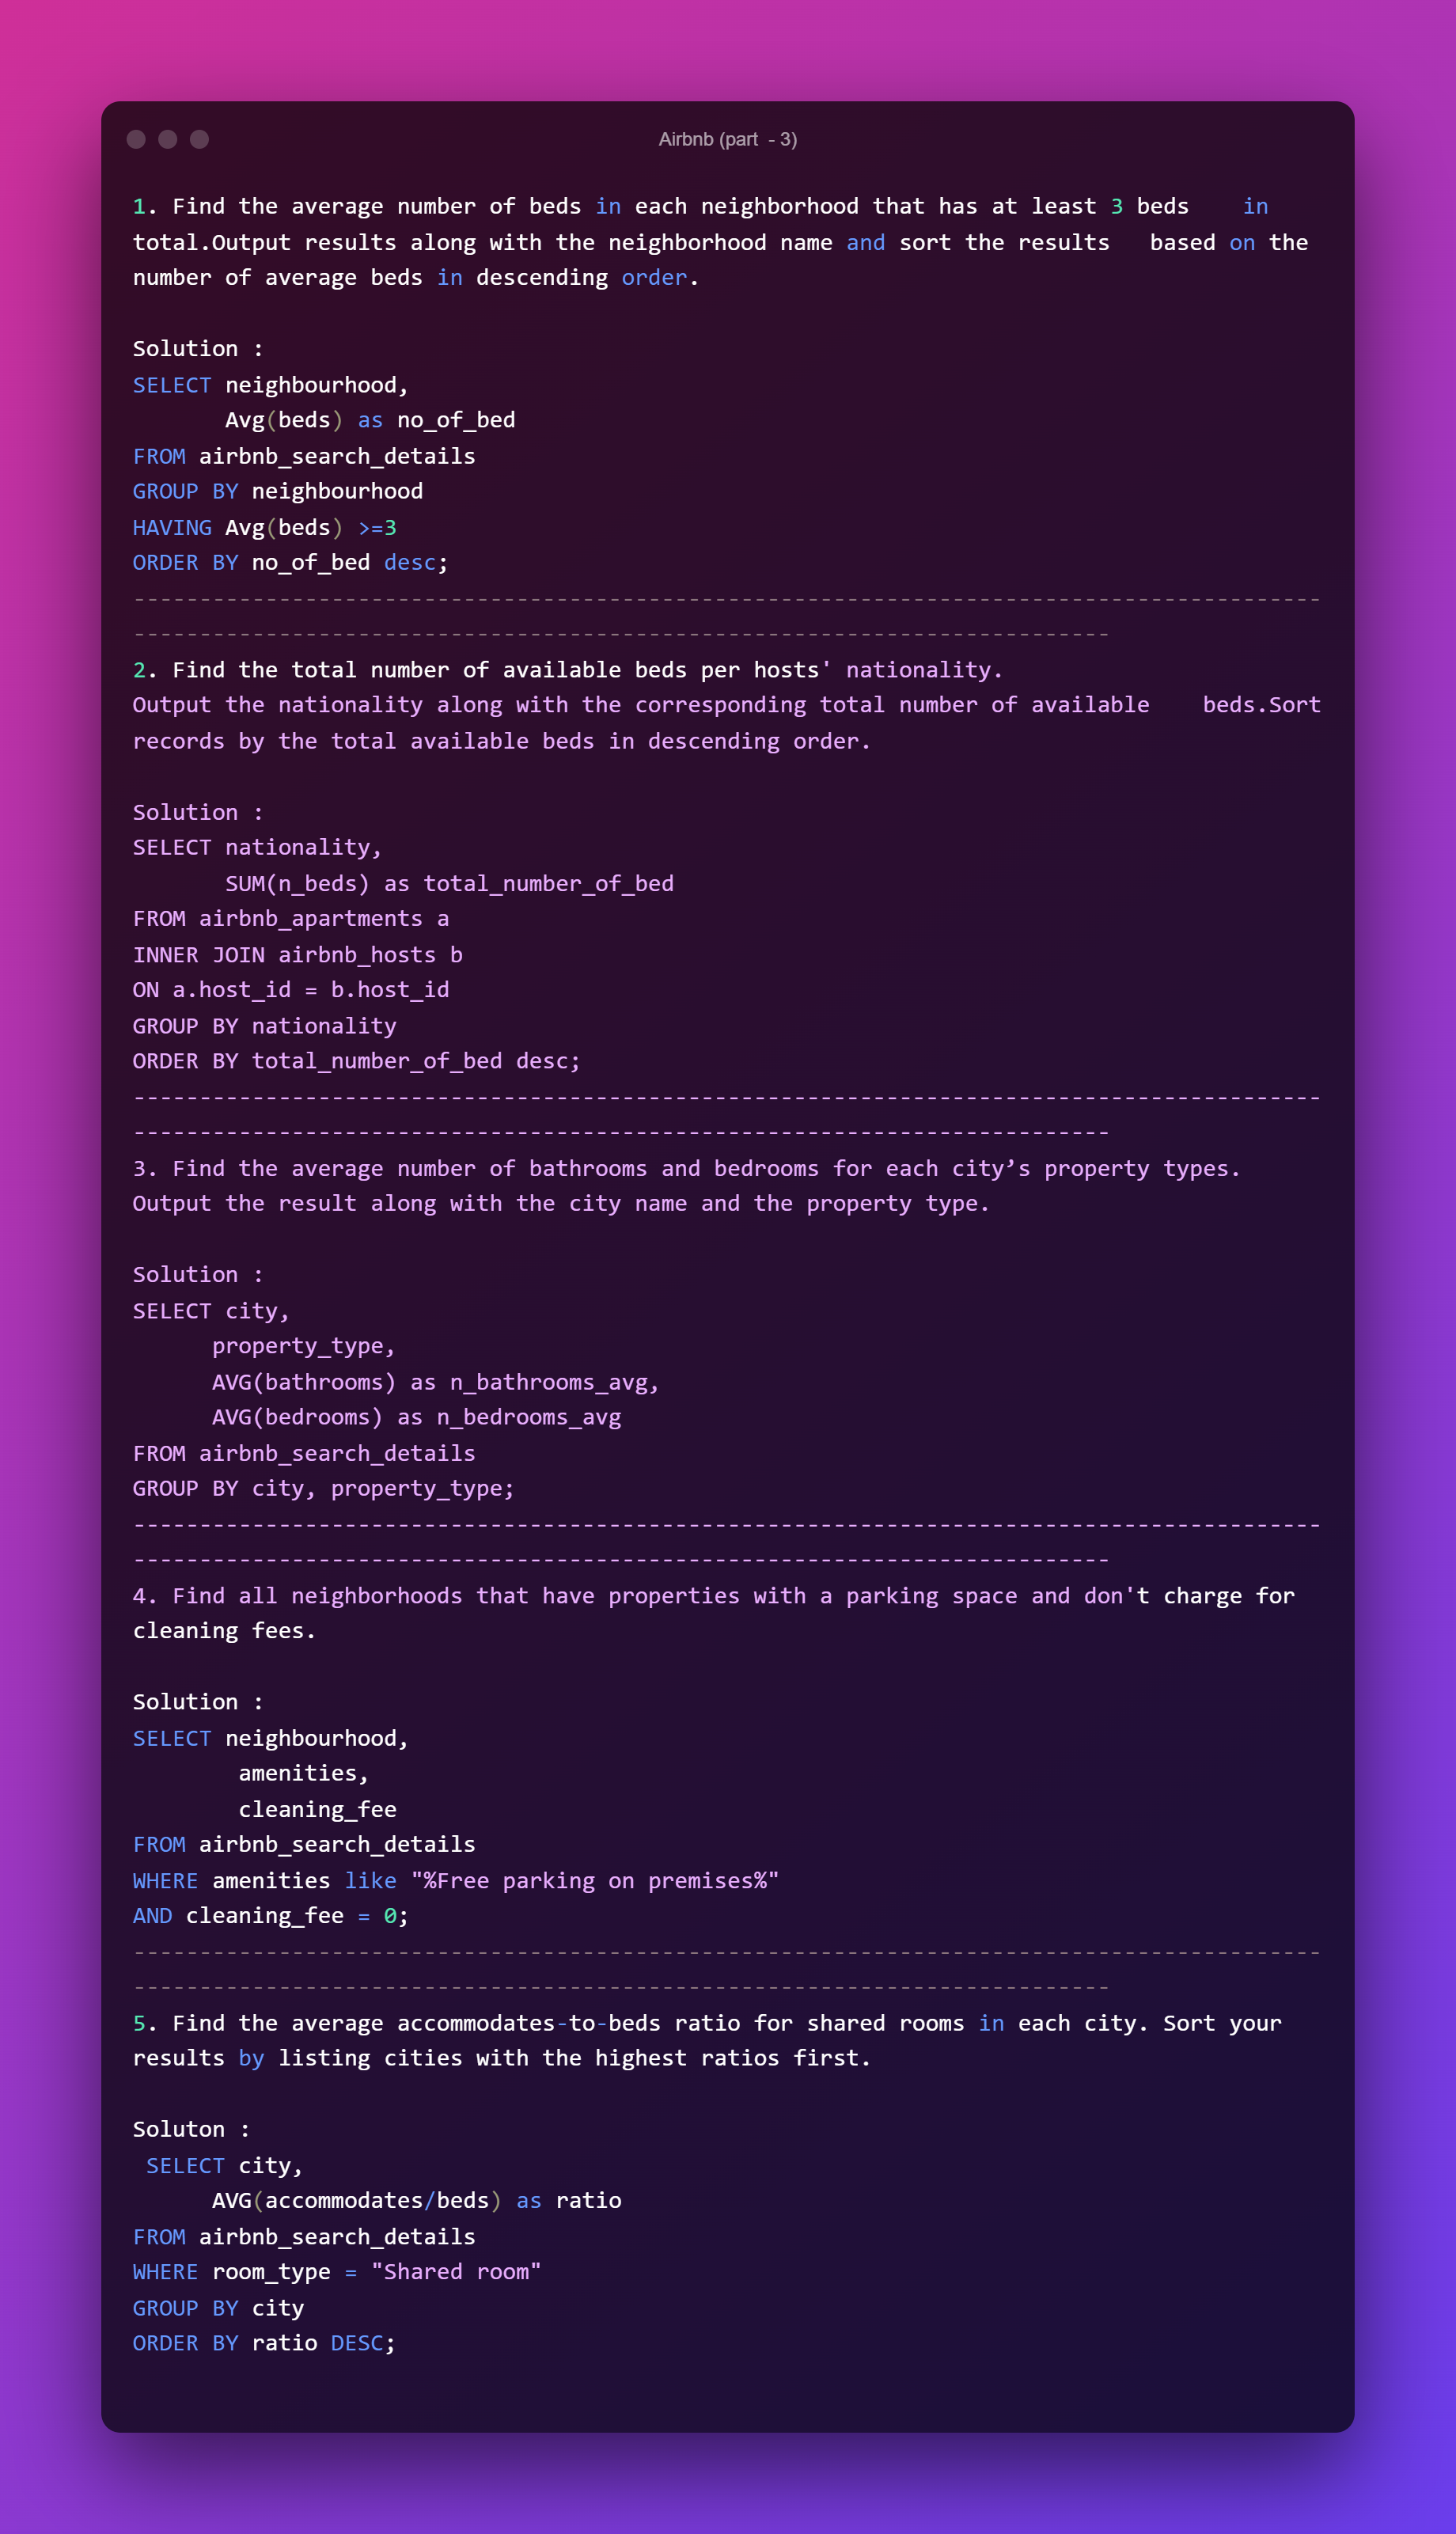 Airbnb (part  - 3)
1. Find the average number of beds in each neighborhood that has at least 3 beds    in
total.Output results along with the neighborhood name and sort the results   based on the
number of average beds in descending order.

Solution :
SELECT neighbourhood,
       Avg(beds) as no_of_bed
FROM airbnb_search_details
GROUP BY neighbourhood
HAVING Avg(beds) >=3
ORDER BY no_of_bed desc;
------------------------------------------------------------------------------------------
--------------------------------------------------------------------------
2. Find the total number of available beds per hosts' nationality.
Output the nationality along with the corresponding total number of available    beds.Sort
records by the total available beds in descending order.

Solution :
SELECT nationality,
       SUM(n_beds) as total_number_of_bed
FROM airbnb_apartments a
INNER JOIN airbnb_hosts b
ON a.host_id = b.host_id
GROUP BY nationality
ORDER BY total_number_of_bed desc;
------------------------------------------------------------------------------------------
--------------------------------------------------------------------------
3. Find the average number of bathrooms and bedrooms for each city’s property types.
Output the result along with the city name and the property type.

Solution :
SELECT city,
      property_type,
      AVG(bathrooms) as n_bathrooms_avg,
      AVG(bedrooms) as n_bedrooms_avg
FROM airbnb_search_details
GROUP BY city, property_type;
------------------------------------------------------------------------------------------
--------------------------------------------------------------------------
4. Find all neighborhoods that have properties with a parking space and don't charge for
cleaning fees.

Solution :
SELECT neighbourhood,
        amenities,
        cleaning_fee
FROM airbnb_search_details
WHERE amenities like "%Free parking on premises%"
AND cleaning_fee = 0;
------------------------------------------------------------------------------------------
--------------------------------------------------------------------------
5. Find the average accommodates-to-beds ratio for shared rooms in each city. Sort your
results by listing cities with the highest ratios first.

Soluton :
 SELECT city,
      AVG(accommodates/beds) as ratio
FROM airbnb_search_details
WHERE room_type = "Shared room"
GROUP BY city
ORDER BY ratio DESC;